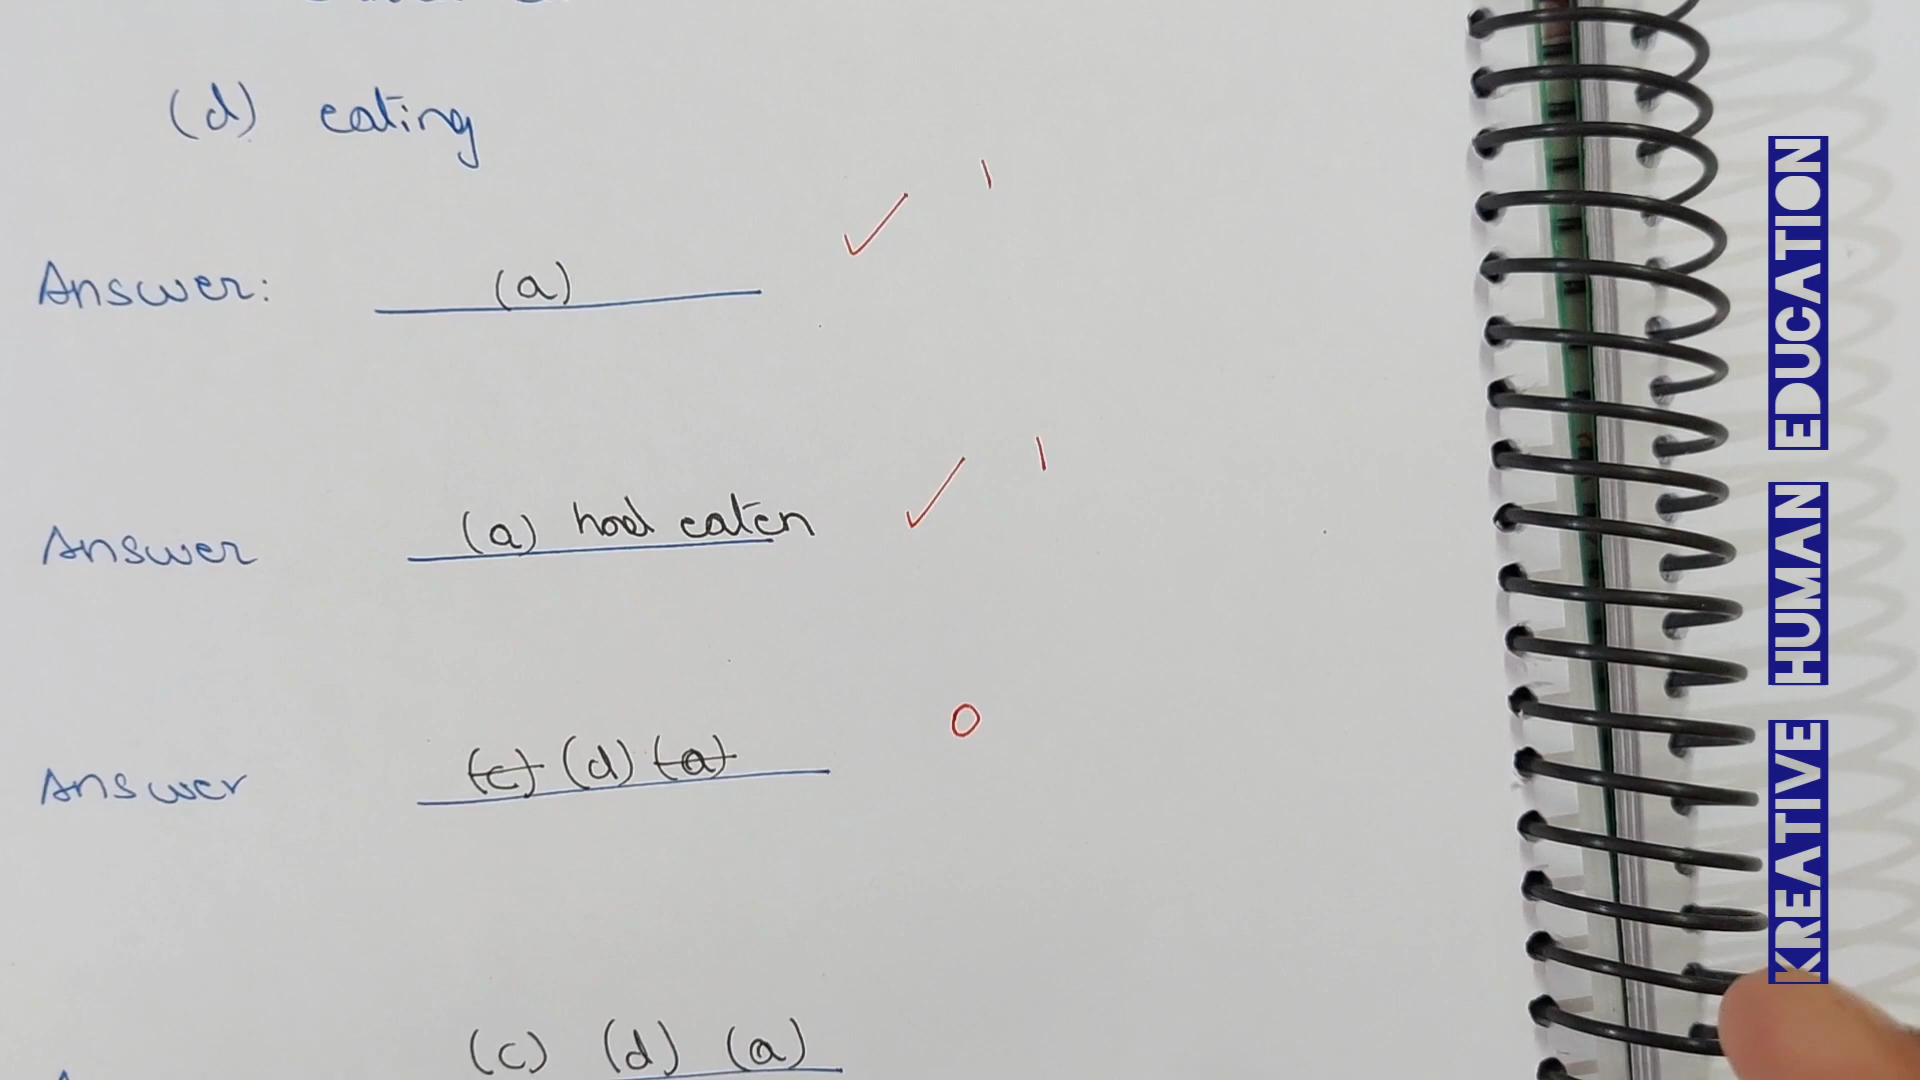 (d) eating
1
Answer: (a)
1
Answer (a) had eaten
0
Answer (c) (d) (a)
(c) (d) (a)
KREATIVE HUMAN EDUCATION